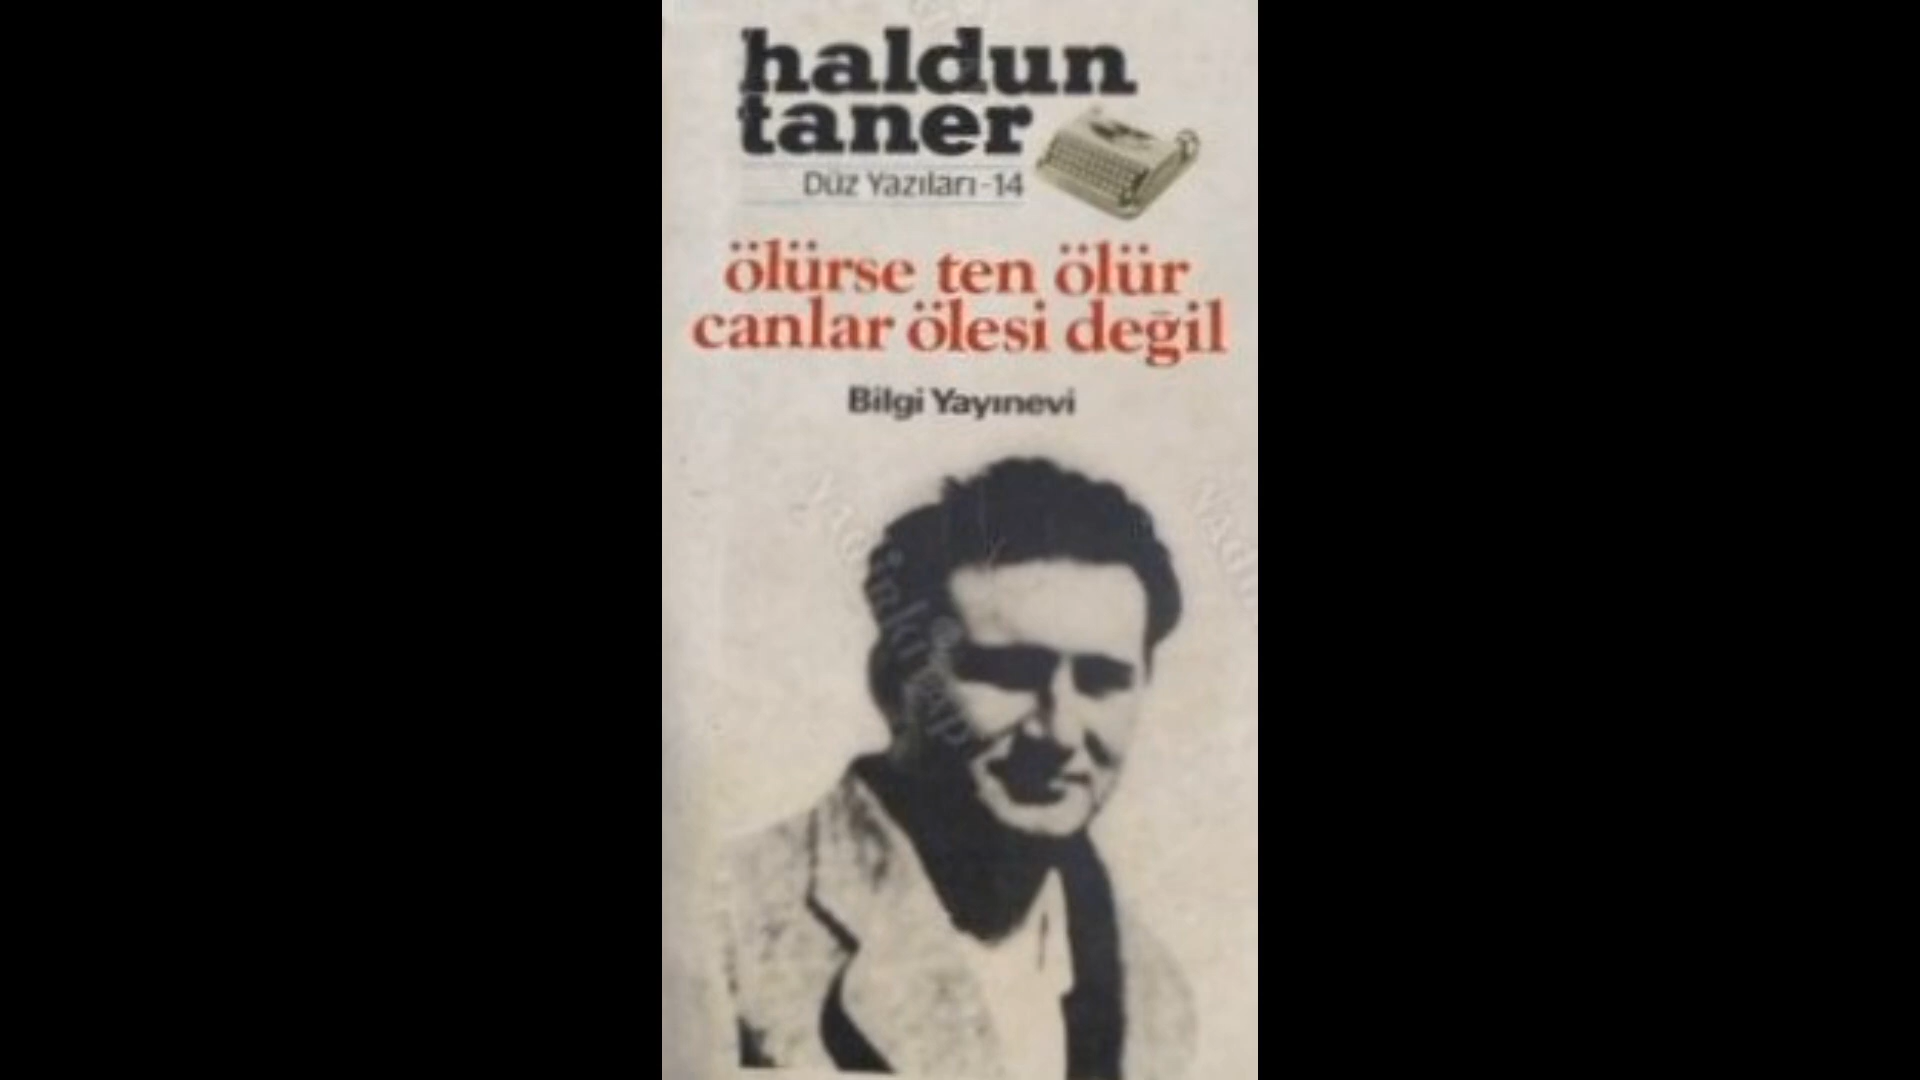 haldun
taner
Düz Yazıları-14
ölürse ten ölür
canlar ölesi değil
Bilgi Yayınevi